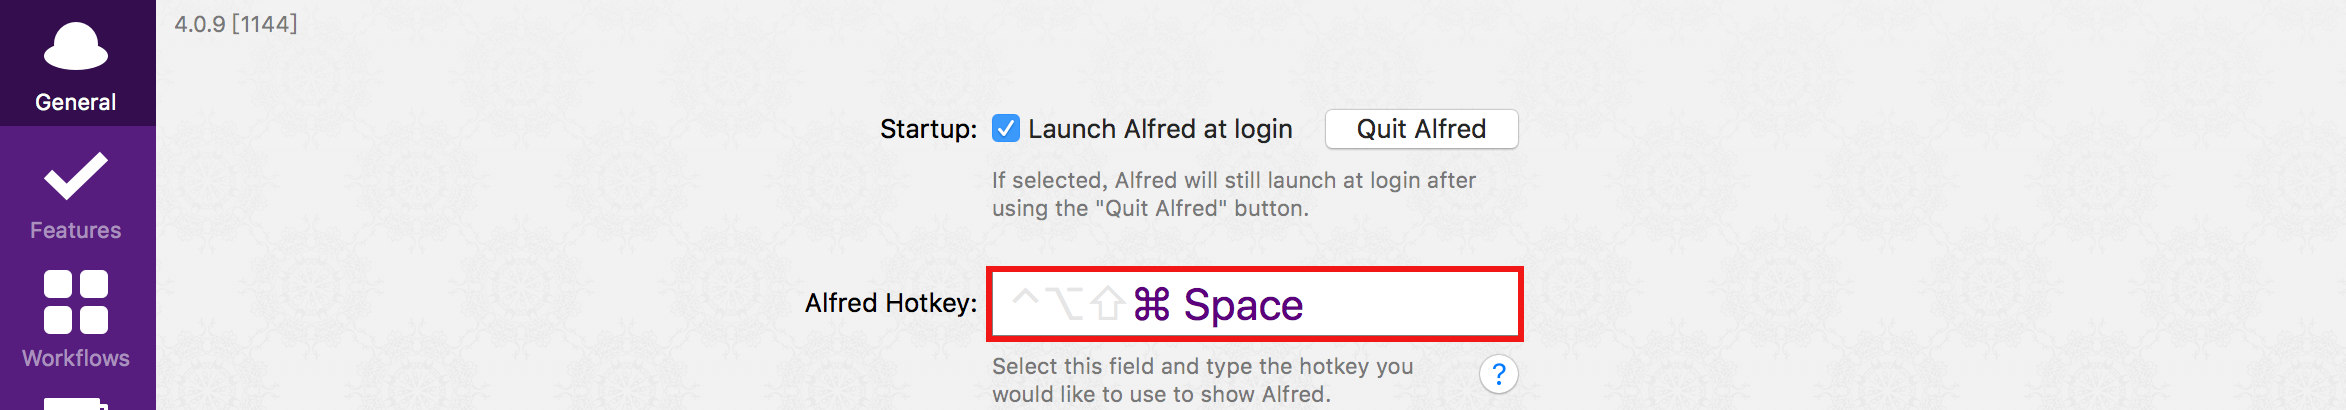 4.0.9 [1144]
General
Features
Workflows
Startup: Launch Alfred at login Quit Alfred
If selected, Alfred will still launch at login after
using the "Quit Alfred" button.
Alfred Hotkey: ^⌥⇧⌘ Space
Select this field and type the hotkey you
would like to use to show Alfred.
?